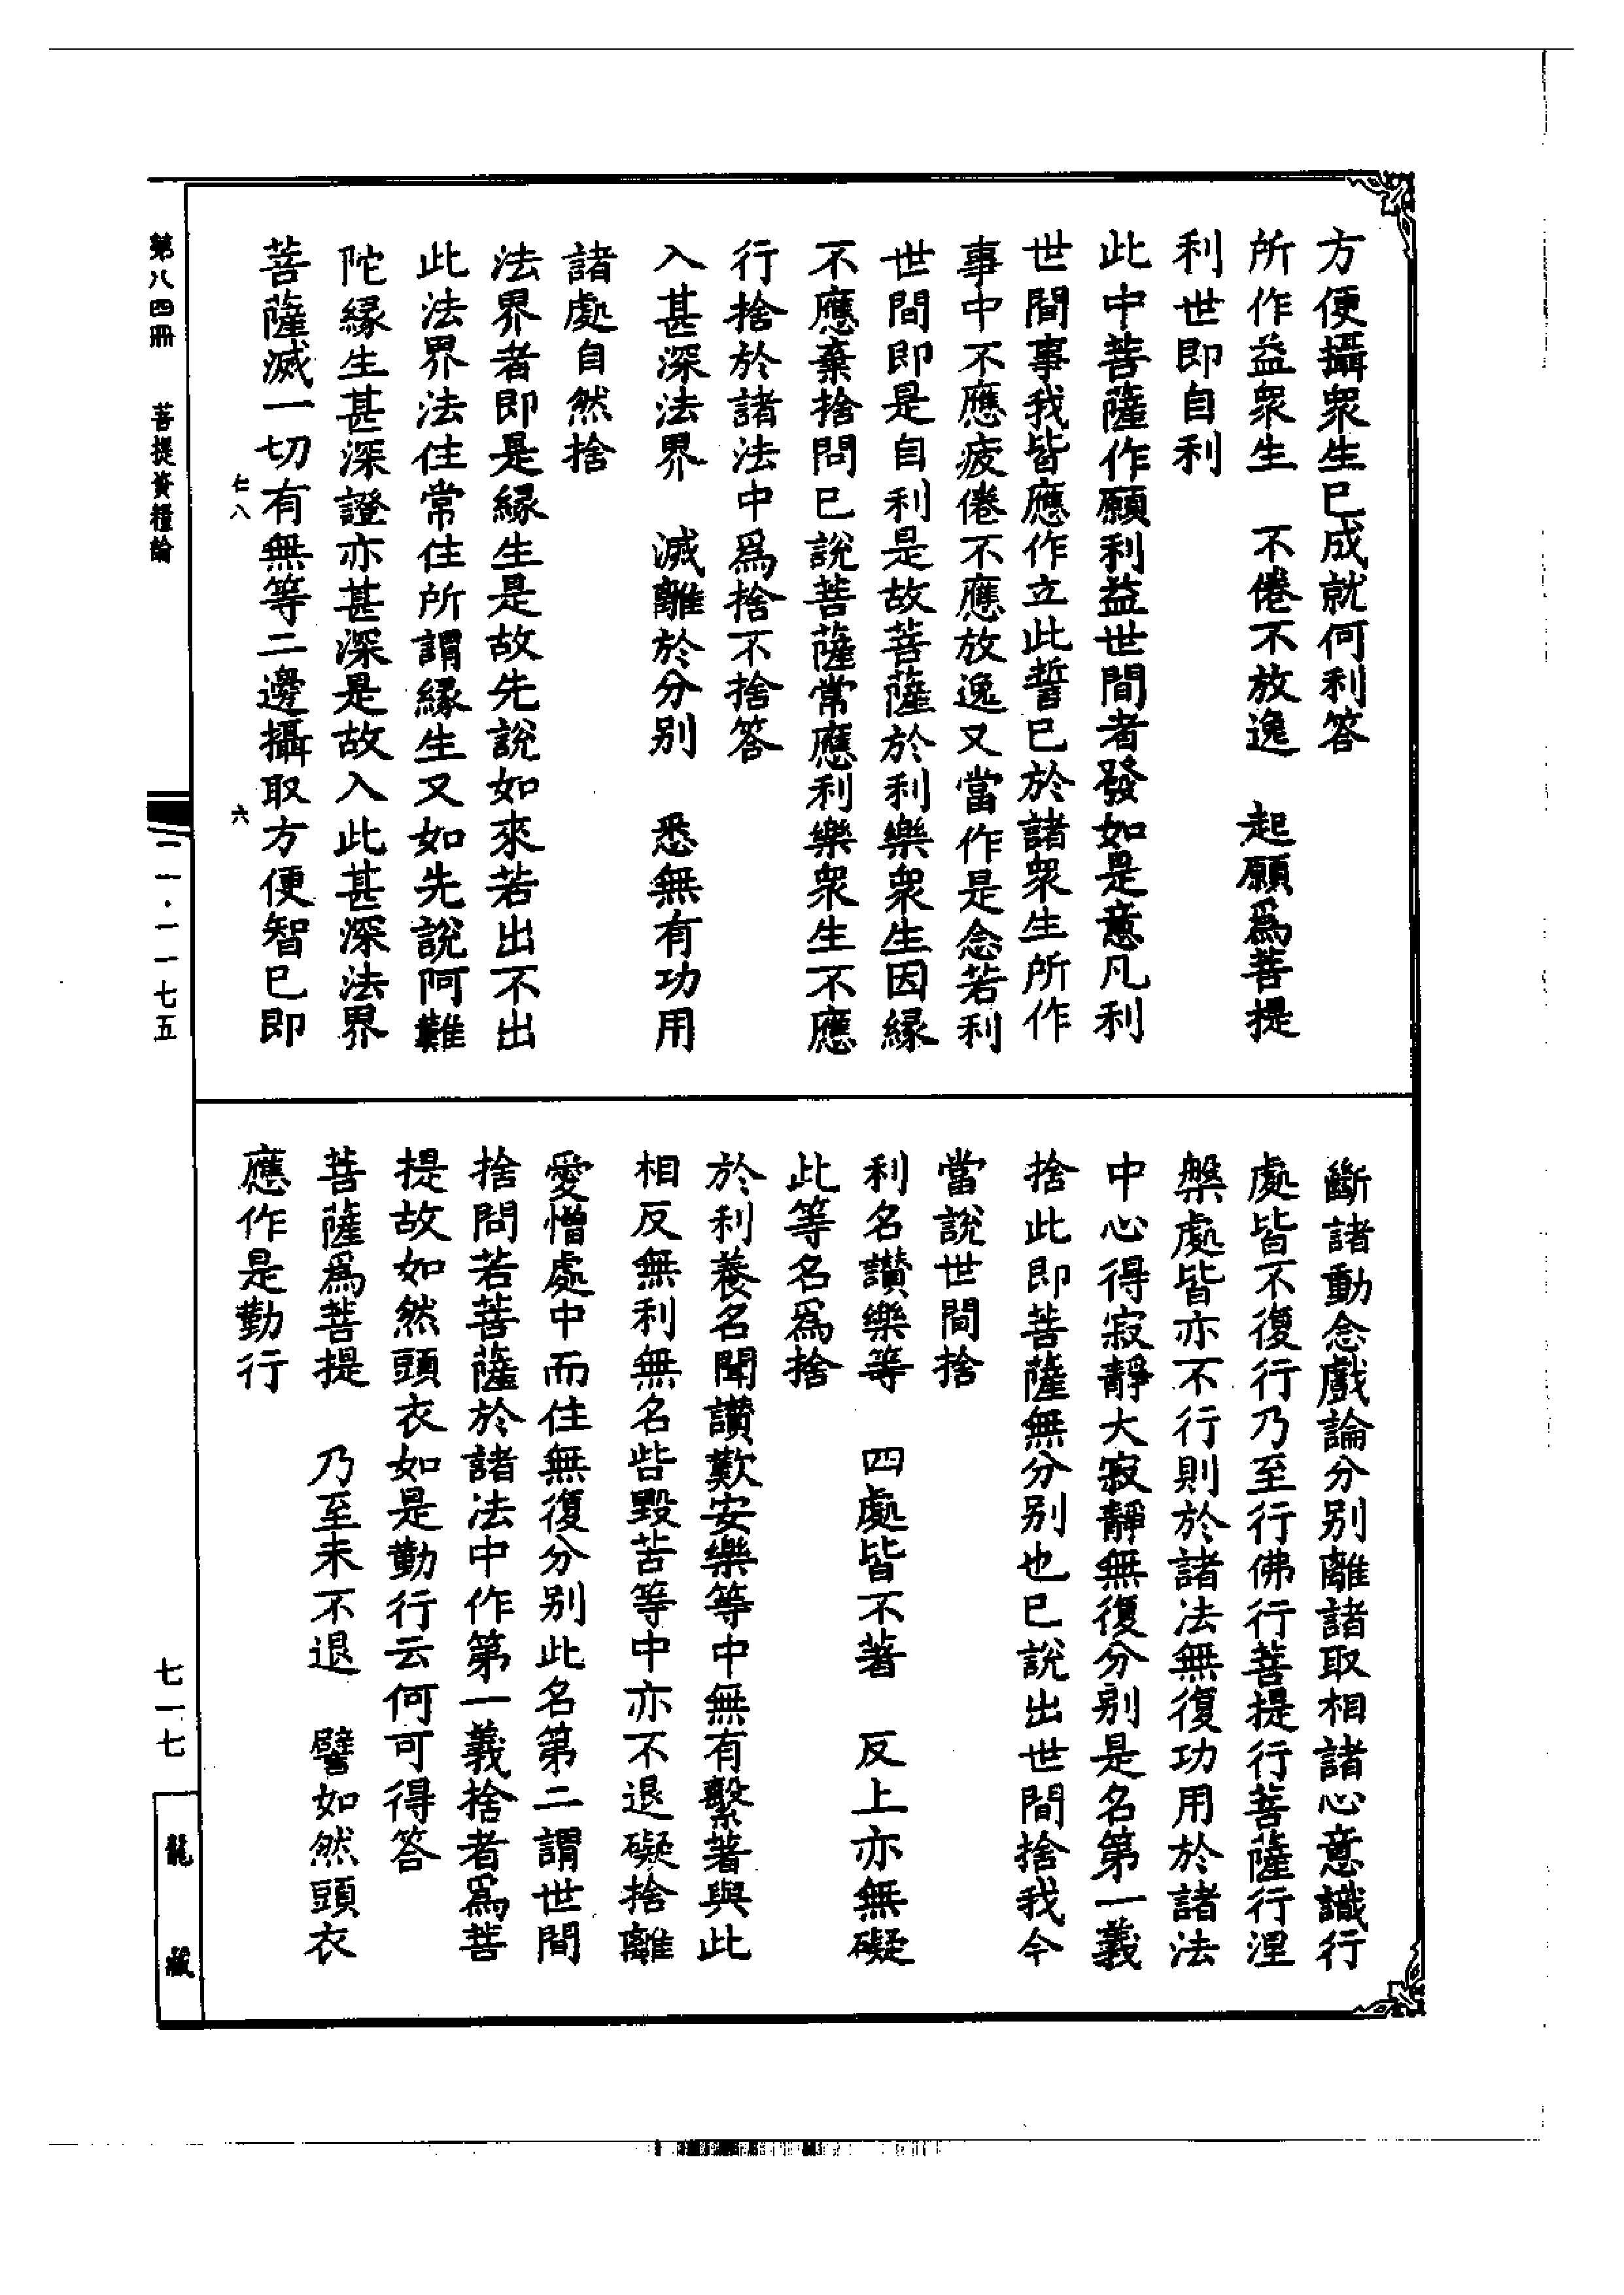 方便攝眾生已成就何利答
所作益眾生　不倦不放逸　起願爲菩提
利世即自利
此中菩薩作願利益世間者發如是意凡利
世間事我皆應作立此誓已於諸眾生所作
事中不應疲倦不應放逸又當作是念若利
世間即是自利是故菩薩於利樂眾生因緣
不應棄捨問已說菩薩常應利樂眾生不應
行捨於諸法中爲捨不捨答
入甚深法界　滅離於分別　悉無有功用
諸處自然捨
法界者即是緣生是故先說如來若出不出
此法界法住常住所謂緣生又如先說阿難
陀緣生甚深證亦甚深是故入此甚深法界
菩薩滅一切有無等二邊攝取方便智已即
仁八　六
斷諸動念戲論分別離諸取相諸心意識行
處皆不復行乃至行佛行菩提行菩薩行涅
槃處皆亦不行則於諸法無復功用於諸法
中心得寂靜大寂靜無復分別是名第一義
捨此即菩薩無分別也已說出世間捨我今
當說世間捨
利名讚樂等　四處皆不著　反上亦無礙
此等名爲捨
於利養名聞讚歎安樂等中無有繫著與此
相反無利無名呰毀苦等中亦不退礙捨離
愛憎處中而住無復分別此名第二謂世間
捨問若菩薩於諸法中作第一義捨者爲菩
提故如然頭衣如是勤行云何可得答
菩薩爲菩提　乃至未不退　譬如然頭衣
應作是勤行
第八四冊　菩提資糧論
二一·一一七五
七一七
龍藏